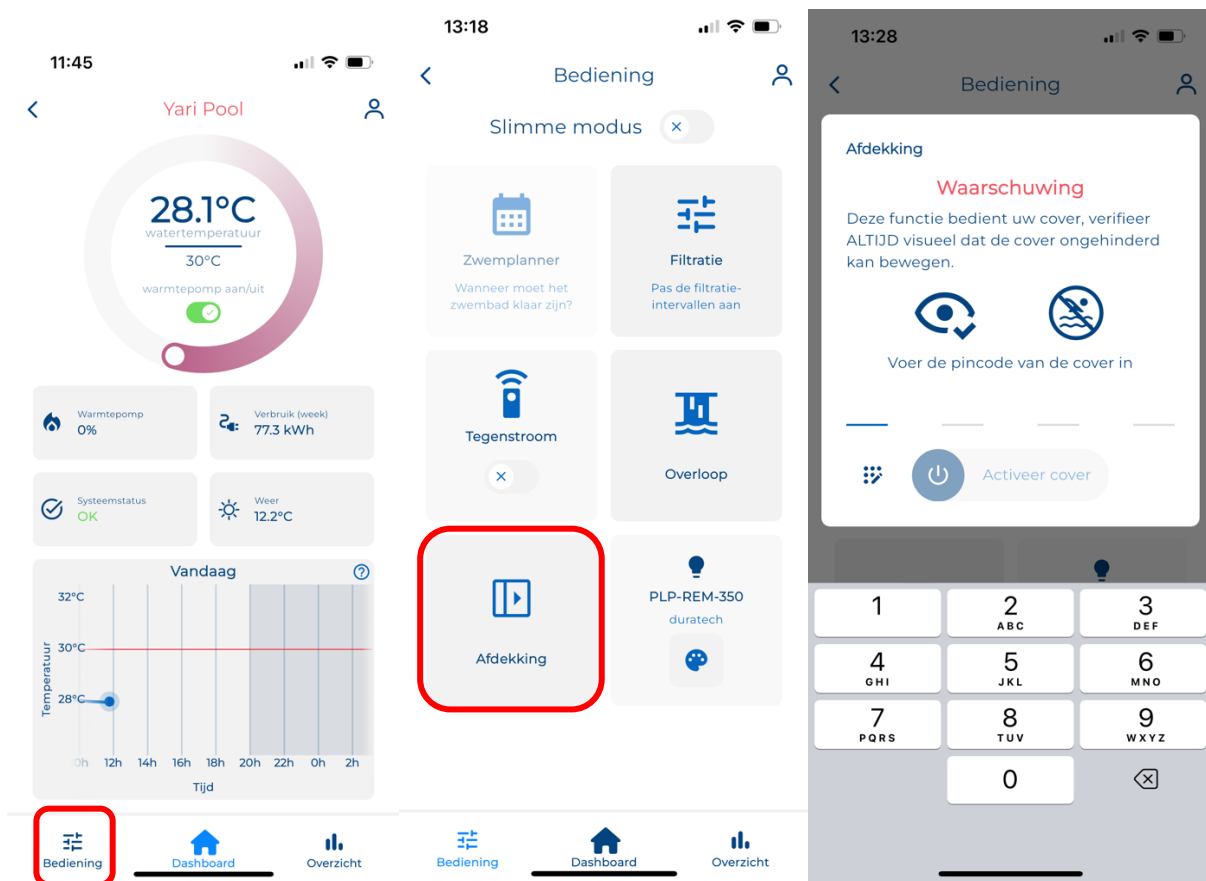 11:45
Yari Pool
28.1°C
watertemperatuur
30°C
warmtepomp aan/uit
Warmtepomp
0%
Verbruik (week)
77.3 kWh
Systeemstatus
OK
Weer
12.2°C
Vandaag
32°C
30°C
28°C
Temperatuur
0h 12h 14h 16h 18h 20h 22h 0h 2h
Tijd
Bediening
Dashboard
Overzicht
13:18
Bediening
Slimme modus
Zwemplanner
Wanneer moet het
zwembad klaar zijn?
Filtratie
Pas de filtratie-
intervallen aan
Tegenstroom
Overloop
Afdekking
PLP-REM-350
duratech
Bediening
Dashboard
Overzicht
13:28
Bediening
Afdekking
Waarschuwing
Deze functie bedient uw cover, verifieer
ALTIJD visueel dat de cover ongehinderd
kan bewegen.
Voer de pincode van de cover in
Activeer cover
1
2
ABC
3
DEF
4
GHI
5
JKL
6
MNO
7
PQRS
8
TUV
9
WXYZ
0